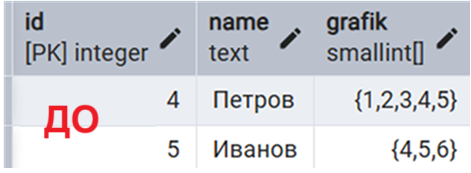 id name grafik
[PK] integer text smallint[]
4 Петров {1,2,3,4,5}
ДО
5 Иванов {4,5,6}